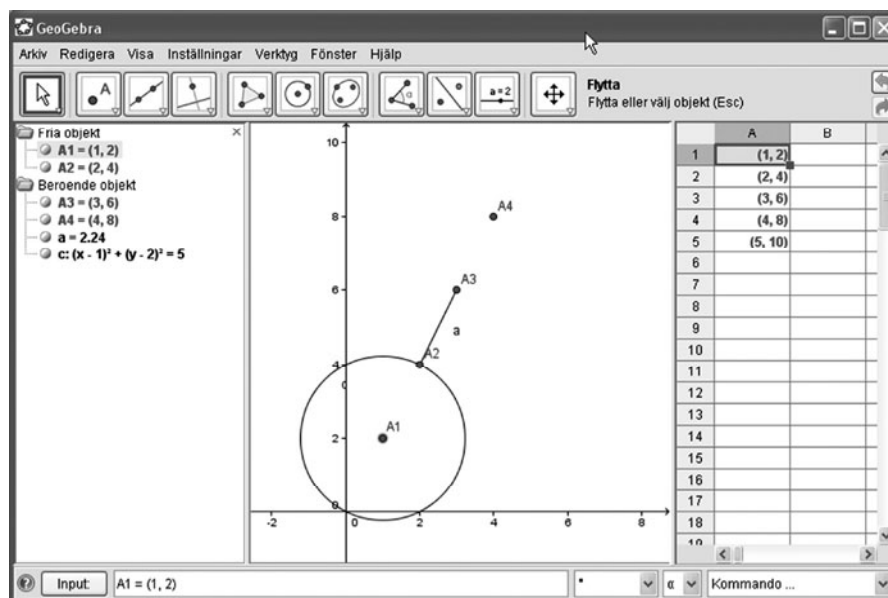 GeoGebra
Arkiv Redigera Visa Inställningar Verktyg Fönster Hjälp
A
α
a = 2
Flytta
Flytta eller välj objekt (Esc)
Fria objekt
A1 = (1, 2)
A2 = (2, 4)
Beroende objekt
A3 = (3, 6)
A4 = (4, 8)
a = 2.24
c: (x - 1)² + (y - 2)² = 5
10
8
6
4
2
0
-2 0 2 4 6 8
A4
A3
a
A2
c
A1
A B
1 (1, 2)
2 (2, 4)
3 (3, 6)
4 (4, 8)
5 (5, 10)
6
7
8
9
10
11
12
13
14
15
16
17
18
19
Input: A1 = (1, 2) α Kommando ...